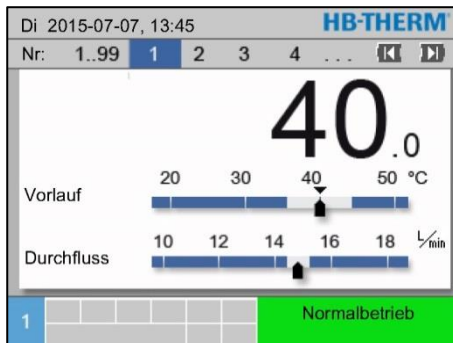 Di 2015-07-07, 13:45 HB-THERM
Nr: 1..99 1 2 3 4 ...
40.0
20 30 40 50 °C
Vorlauf
10 12 14 16 18 L/min
Durchfluss
1 Normalbetrieb